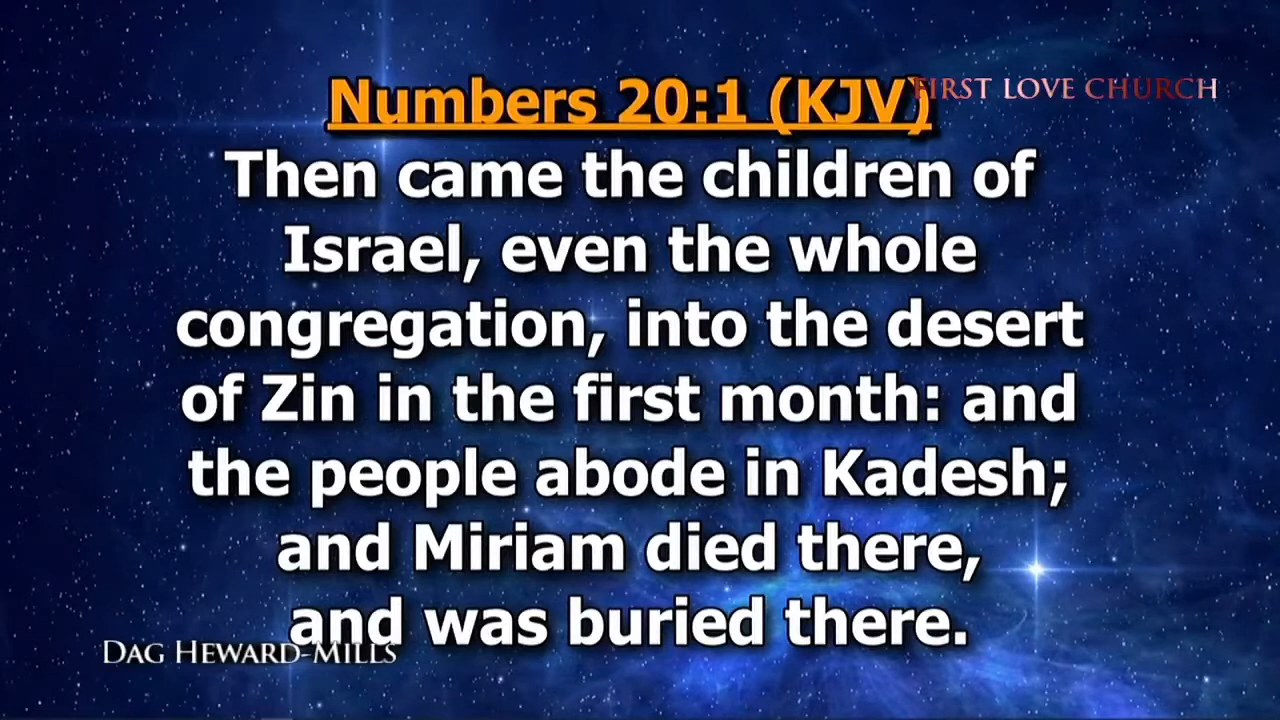 Numbers 20:1 (KJV)
FIRST LOVE CHURCH
Then came the children of
Israel, even the whole
congregation, into the desert
of Zin in the first month: and
the people abode in Kadesh;
and Miriam died there,
and was buried there.
DAG HEWARD-MILLS